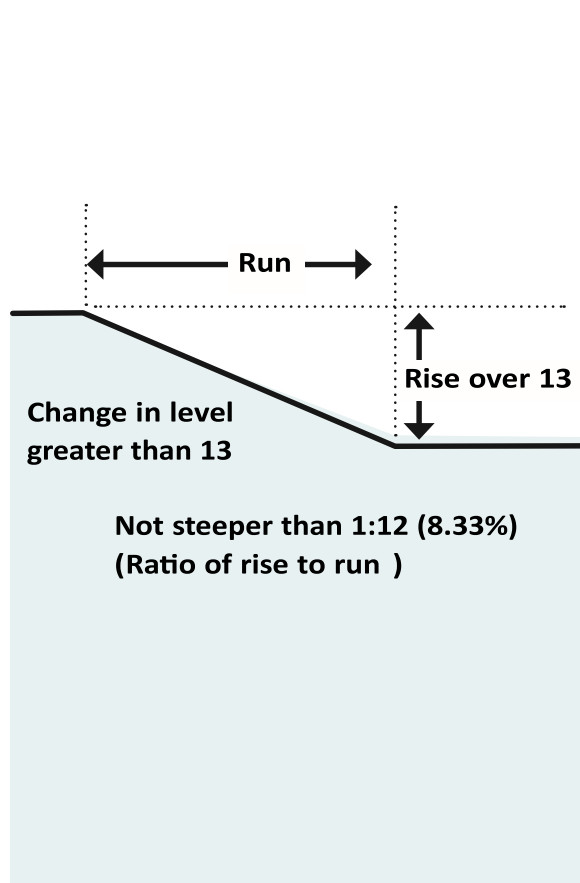 Run
Rise over 13
Change in level
greater than 13
Not steeper than 1:12 (8.33%)
(Ratio of rise to run )